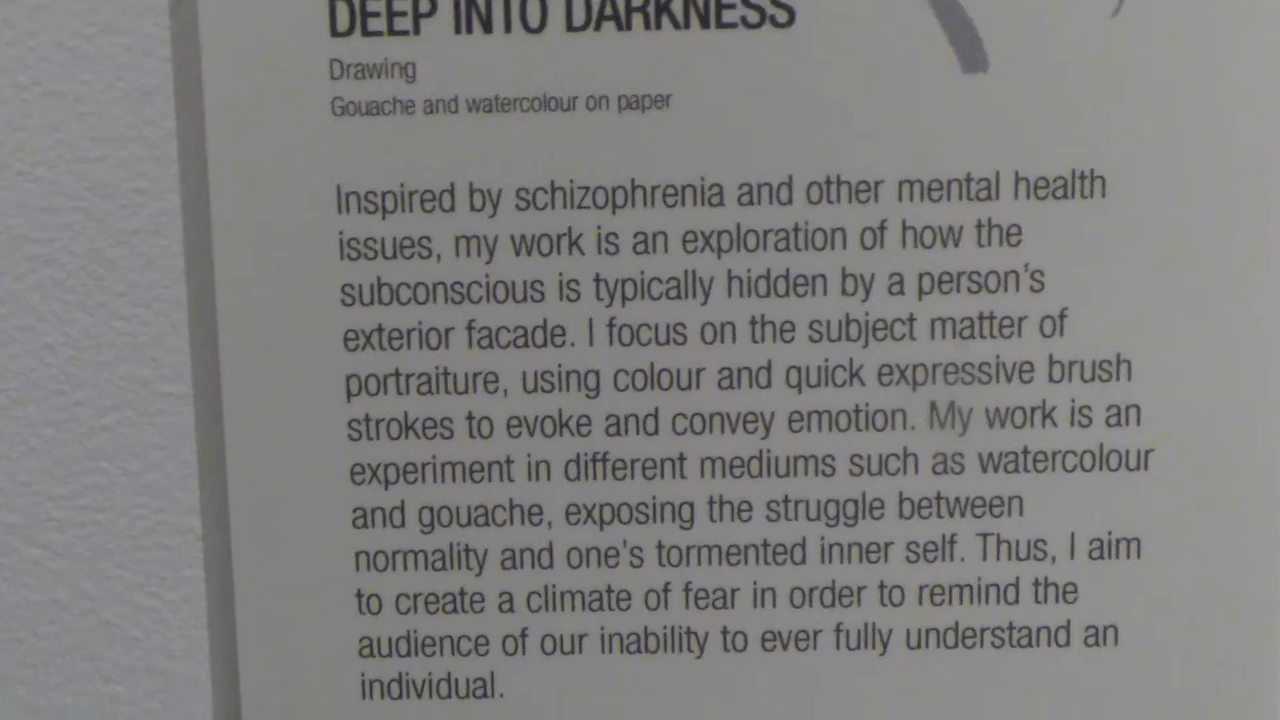 DEEP INTO DARKNESS
Drawing
Gouache and watercolour on paper
Inspired by schizophrenia and other mental health
issues, my work is an exploration of how the
subconscious is typically hidden by a person's
exterior facade. I focus on the subject matter of
portraiture, using colour and quick expressive brush
strokes to evoke and convey emotion. My work is an
experiment in different mediums such as watercolour
and gouache, exposing the struggle between
normality and one's tormented inner self. Thus, I aim
to create a climate of fear in order to remind the
audience of our inability to ever fully understand an
individual.